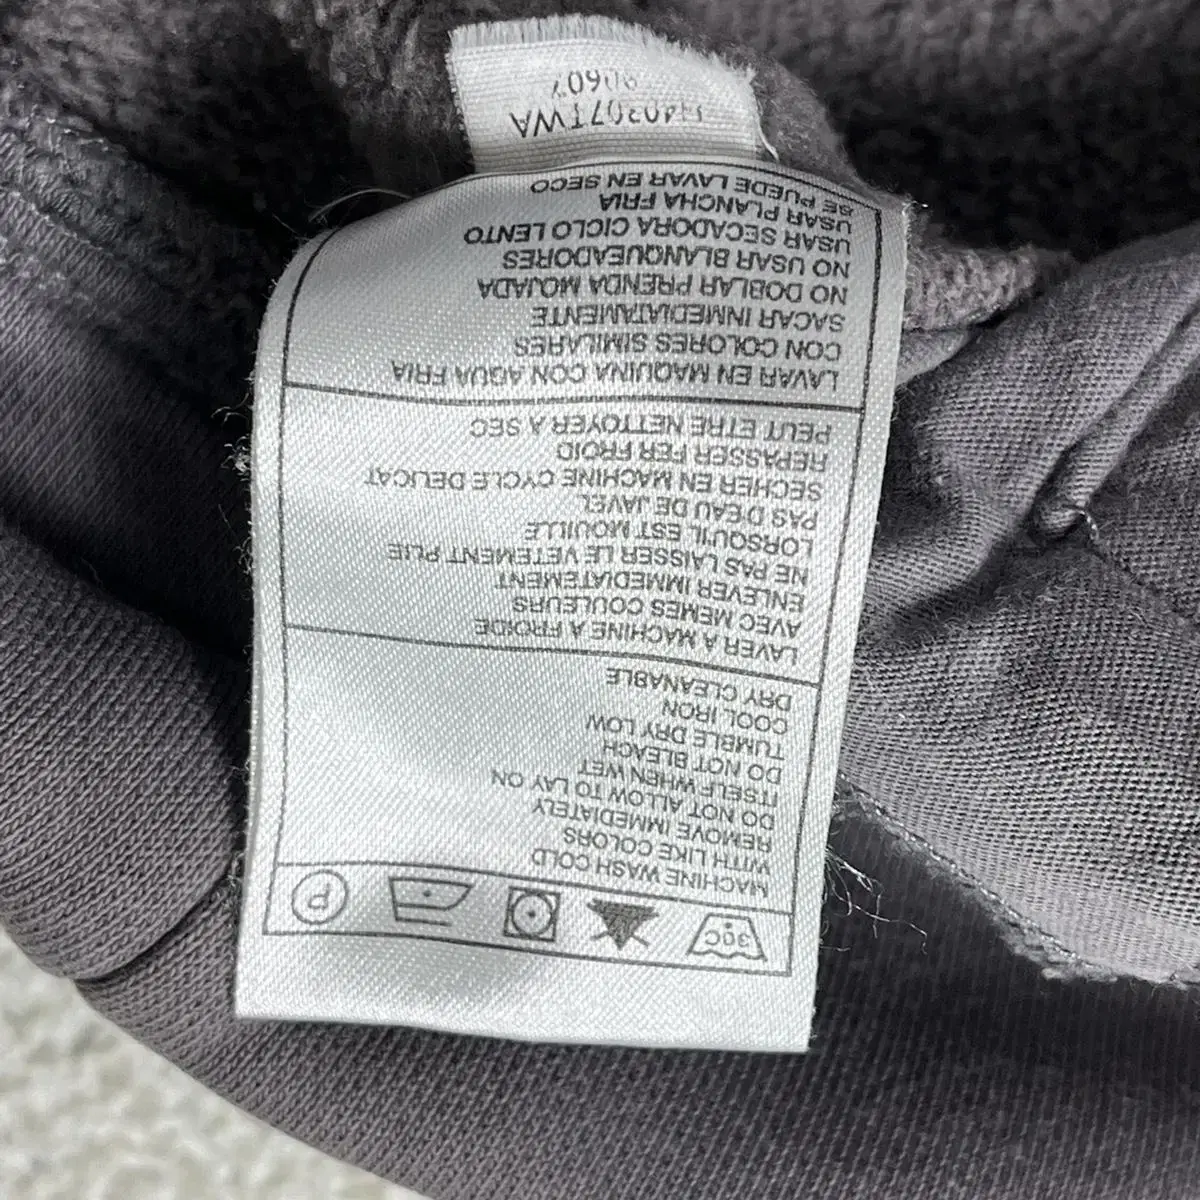 30C
P
MACHINE WASH COLD
WITH LIKE COLORS
REMOVE IMMEDIATELY
DO NOT ALLOW TO LAY ON
ITSELF WHEN WET
DO NOT BLEACH
TUMBLE DRY LOW
COOL IRON
DRY CLEANABLE
LAVER A MACHINE A FROIDE
AVEC MEMES COULEURS
ENLEVER IMMEDIATEMENT
NE PAS LAISSER LE VETEMENT PLIE
LORSQU'IL EST MOUILLE
PAS D'EAU DE JAVEL
SECHER EN MACHINE CYCLE DELICAT
REPASSER FER FROID
PEUT ETRE NETTOYER A SEC
LAVAR EN MAQUINA CON AGUA FRIA
CON COLORES SIMILARES
SACAR INMEDIATAMENTE
NO DOBLAR PRENDA MOJADA
NO USAR BLANQUEADORES
USAR SECADORA CICLO LENTO
USAR PLANCHA FRIA
SE PUEDE LAVAR EN SECO